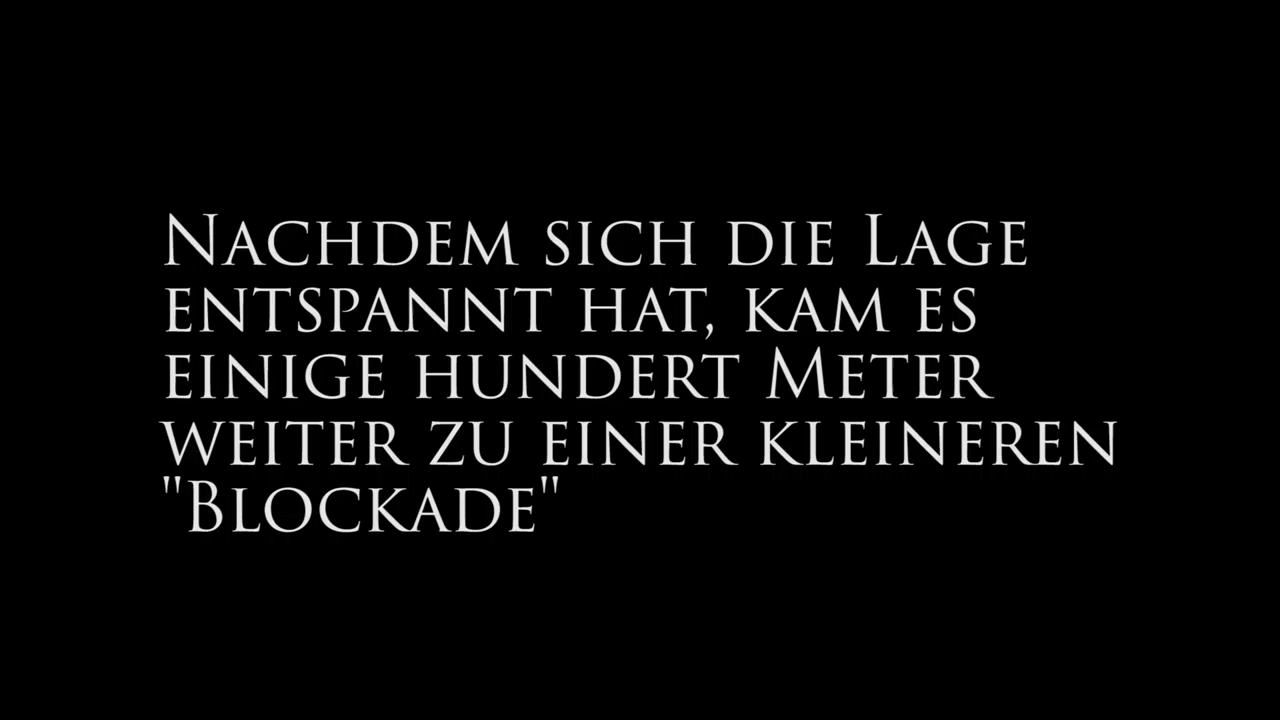 Nachdem sich die Lage
entspannt hat, kam es
einige hundert Meter
weiter zu einer kleineren
"Blockade"